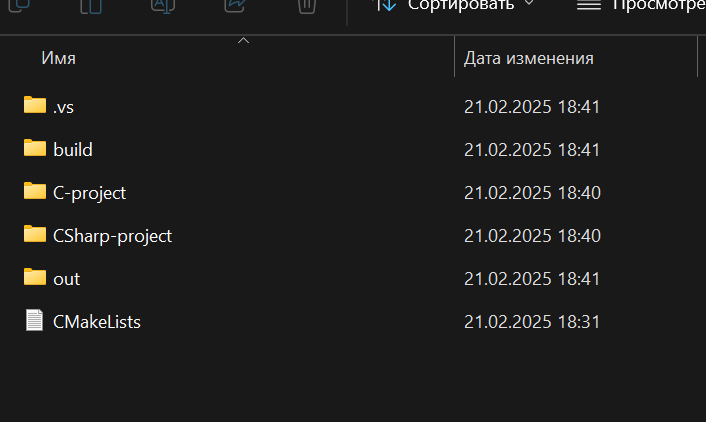 Сортировать Просмотре
Имя Дата изменения
.vs 21.02.2025 18:41
build 21.02.2025 18:41
C-project 21.02.2025 18:40
CSharp-project 21.02.2025 18:40
out 21.02.2025 18:41
CMakeLists 21.02.2025 18:31